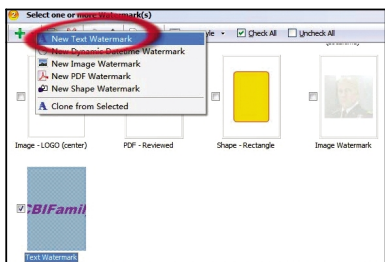 Select one or more Watermark(s)
yle Check All Uncheck All
New Text Watermark
New Dynamic Datetime Watermark
New Image Watermark
New PDF Watermark
New Shape Watermark
Clone from Selected
Image - LOGO (center) PDF - Reviewed Shape - Rectangle Image Watermark
CBIFamil
Text Watermark